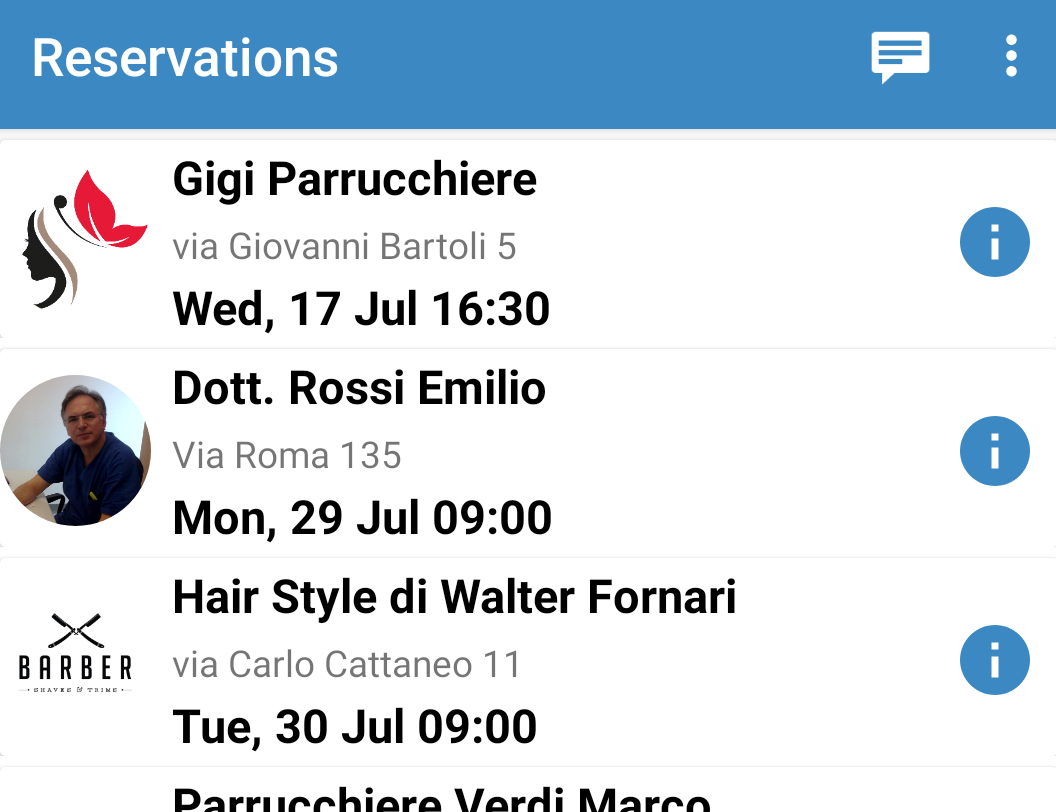 Reservations
Gigi Parrucchiere
via Giovanni Bartoli 5
Wed, 17 Jul 16:30
Dott. Rossi Emilio
Via Roma 135
Mon, 29 Jul 09:00
Hair Style di Walter Fornari
BARBER
SHAVES & TRIMS
via Carlo Cattaneo 11
Tue, 30 Jul 09:00
Parrucchiere Verdi Marco